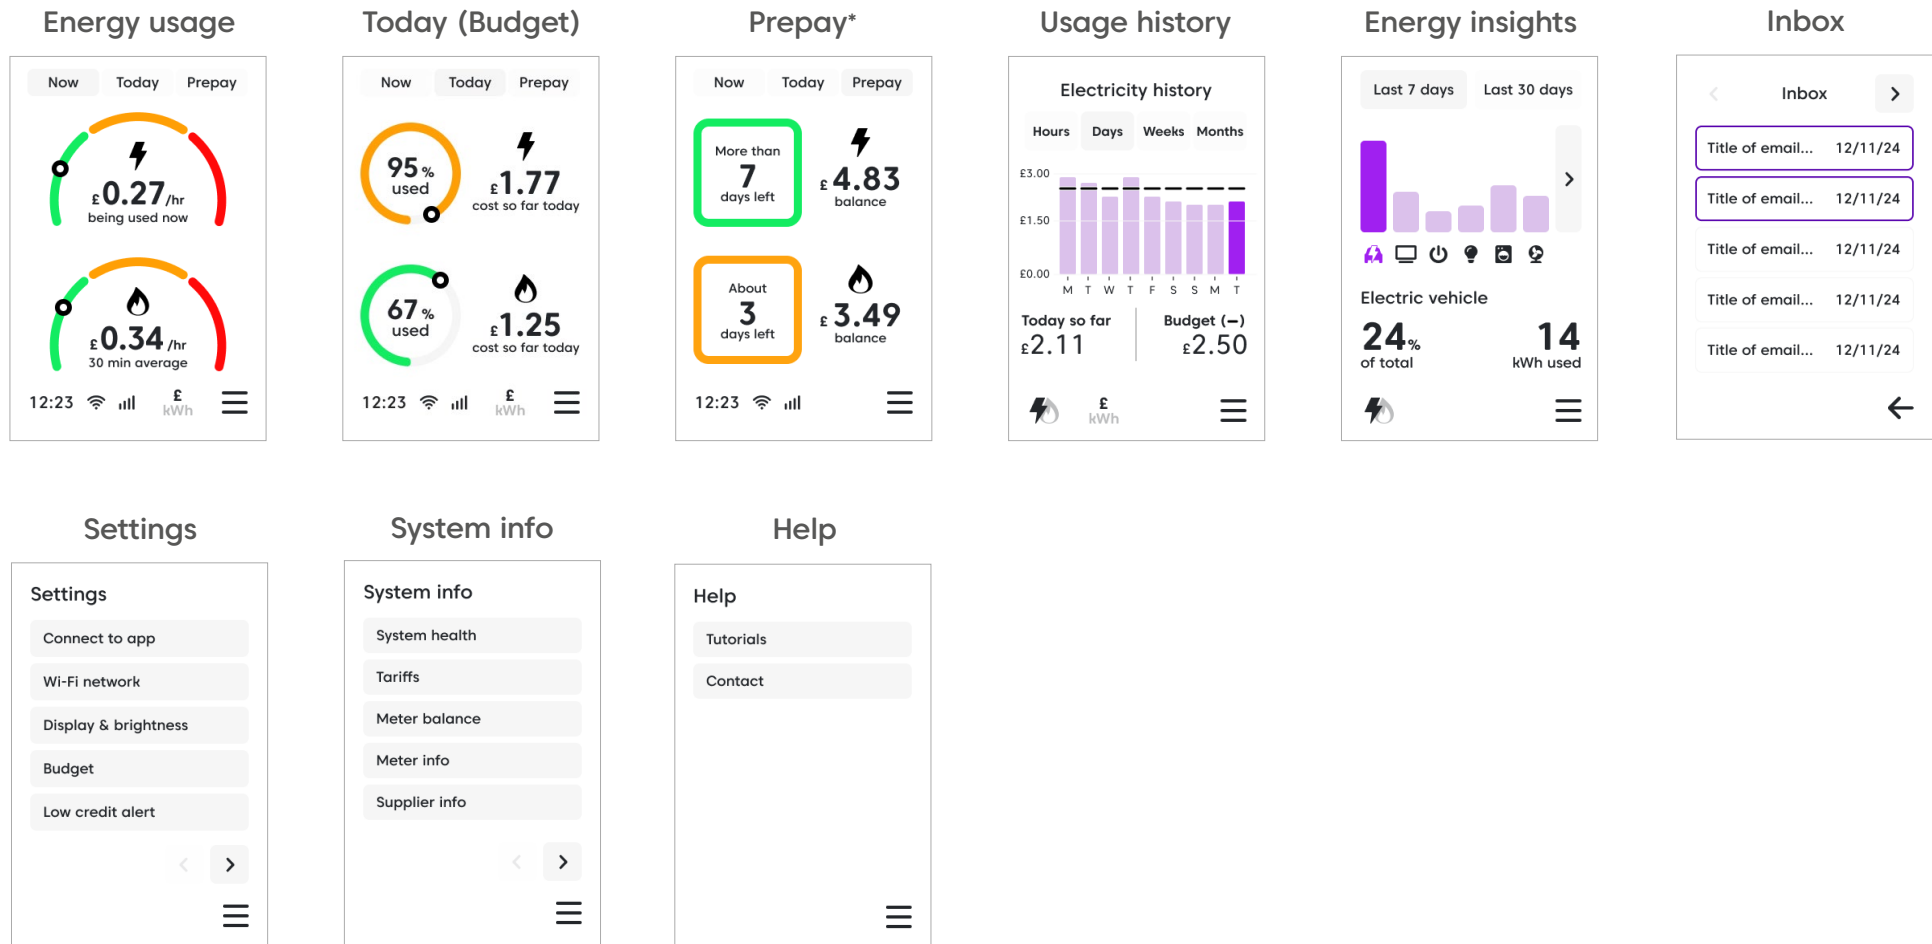 Energy usage
Now Today Prepay
£0.27/hr
being used now
£0.34/hr
30 min average
12:23 £
kWh
Today (Budget)
Now Today Prepay
95% used
£1.77
cost so far today
67% used
£1.25
cost so far today
12:23 £
kWh
Prepay*
Now Today Prepay
More than
7
days left
£4.83
balance
About
3
days left
£3.49
balance
12:23
Usage history
Electricity history
Hours Days Weeks Months
£3.00
£1.50
£0.00
M T W T F S S M T
Today so far Budget (–)
£2.11 £2.50
£
kWh
Energy insights
Last 7 days Last 30 days
Electric vehicle
24% 14
of total kWh used
Inbox
Inbox
Title of email... 12/11/24
Title of email... 12/11/24
Title of email... 12/11/24
Title of email... 12/11/24
Title of email... 12/11/24
Settings
Settings
Connect to app
Wi-Fi network
Display & brightness
Budget
Low credit alert
System info
System info
System health
Tariffs
Meter balance
Meter info
Supplier info
Help
Help
Tutorials
Contact